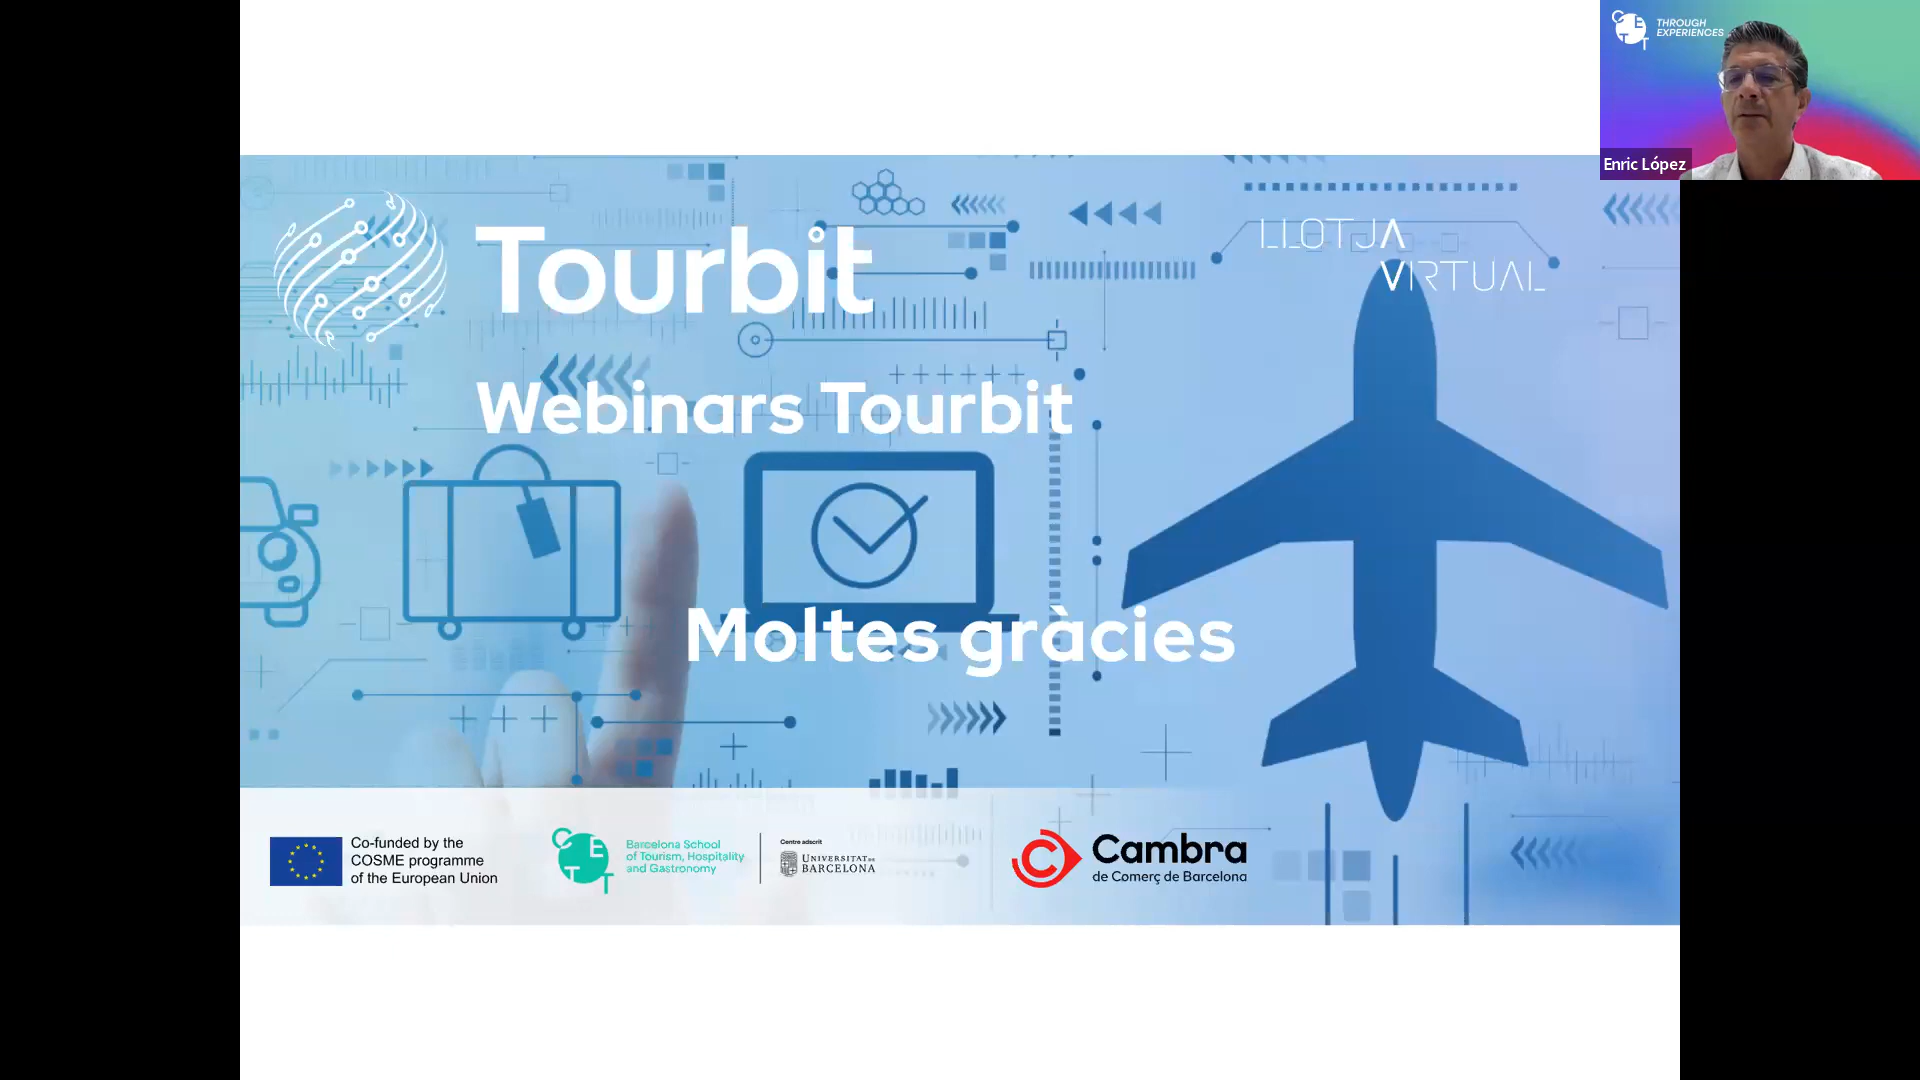 Tourbit
LLOTJA
VIRTUAL
Webinars Tourbit
Moltes gràcies
Co-funded by the
COSME programme
of the European Union
CETT
Barcelona School
of Tourism, Hospitality
and Gastronomy
Centre adscrit
UNIVERSITAT DE
BARCELONA
Cambra
de Comerç de Barcelona
CETT
THROUGH
EXPERIENCES
Enric López